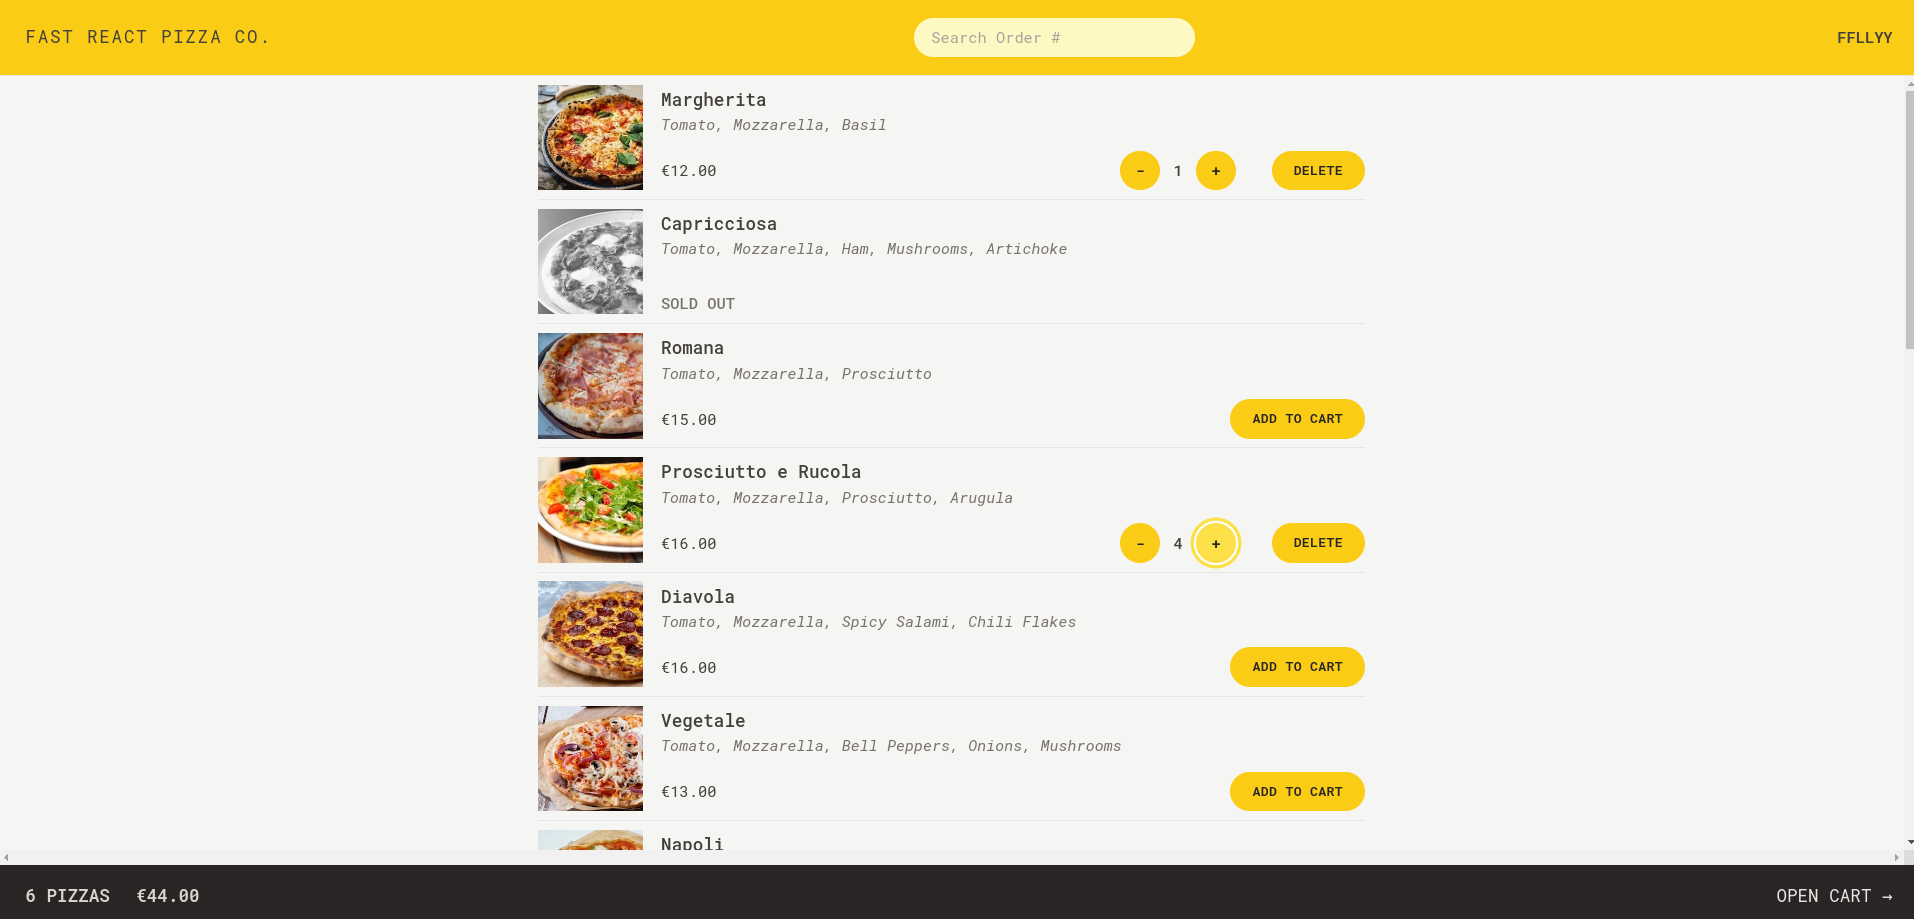 FAST REACT PIZZA CO.
Search Order #
FFLLYY
Margherita
Tomato, Mozzarella, Basil
€12.00
- 1 + DELETE
Capricciosa
Tomato, Mozzarella, Ham, Mushrooms, Artichoke
SOLD OUT
Romana
Tomato, Mozzarella, Prosciutto
€15.00
ADD TO CART
Prosciutto e Rucola
Tomato, Mozzarella, Prosciutto, Arugula
€16.00
- 4 + DELETE
Diavola
Tomato, Mozzarella, Spicy Salami, Chili Flakes
€16.00
ADD TO CART
Vegetale
Tomato, Mozzarella, Bell Peppers, Onions, Mushrooms
€13.00
ADD TO CART
Napoli
6 PIZZAS €44.00
OPEN CART →